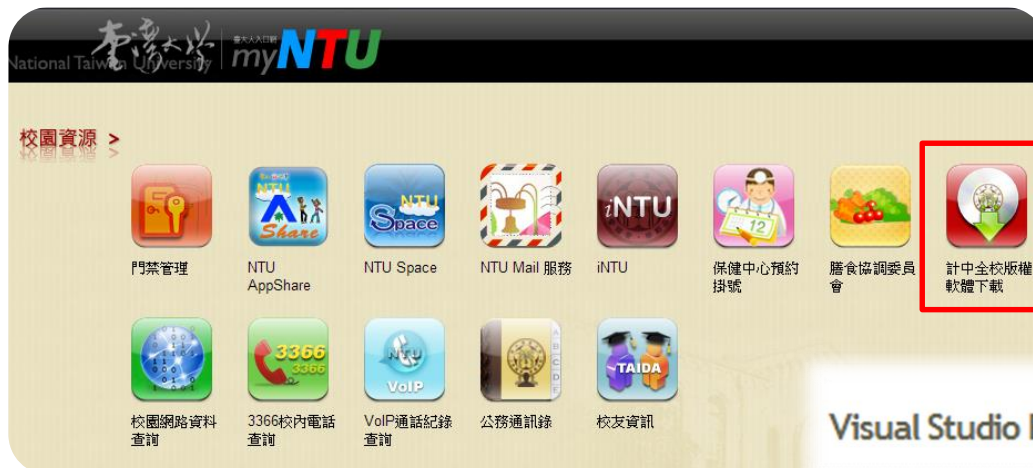 臺灣大學
National Taiwan University
臺大人入口網
myNTU
校園資源 >
NTU
Share
NTU
Space
iNTU
12
門禁管理
NTU
AppShare
NTU Space
NTU Mail 服務
iNTU
保健中心預約
掛號
膳食協調委員
會
計中全校版權
軟體下載
3366
3366
NTU
VoIP
A
B
C
D
E
TAIDA
校園網路資料
查詢
3366校內電話
查詢
VoIP通話紀錄
查詢
公務通訊錄
校友資訊
Visual Studio